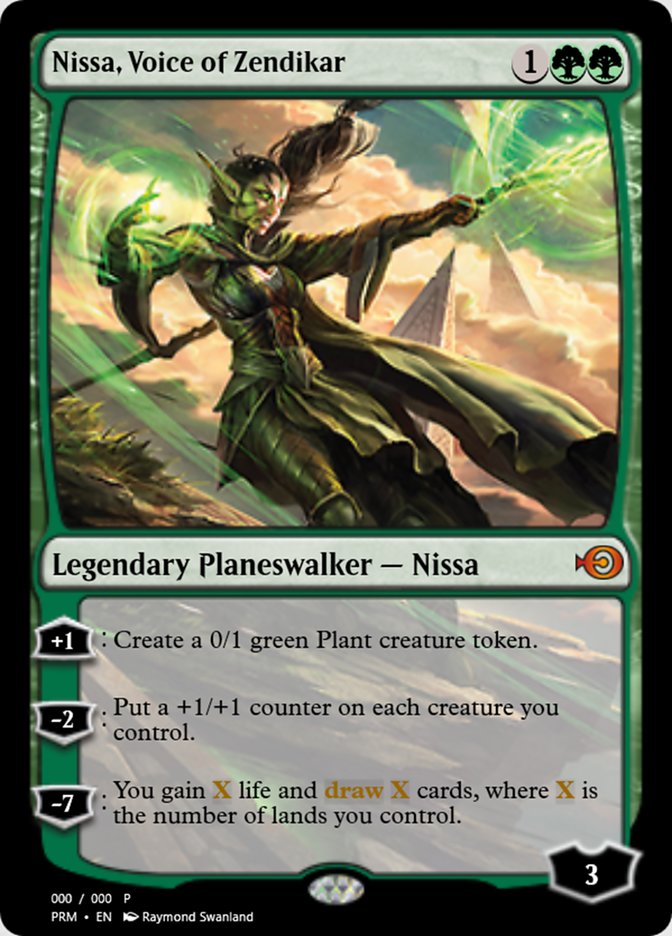 Nissa, Voice of Zendikar 1
Legendary Planeswalker — Nissa
+1 : Create a 0/1 green Plant creature token.
-2 : Put a +1/+1 counter on each creature you
control.
-7 : You gain X life and draw X cards, where X is
the number of lands you control.
3
000 / 000 P
PRM • EN Raymond Swanland